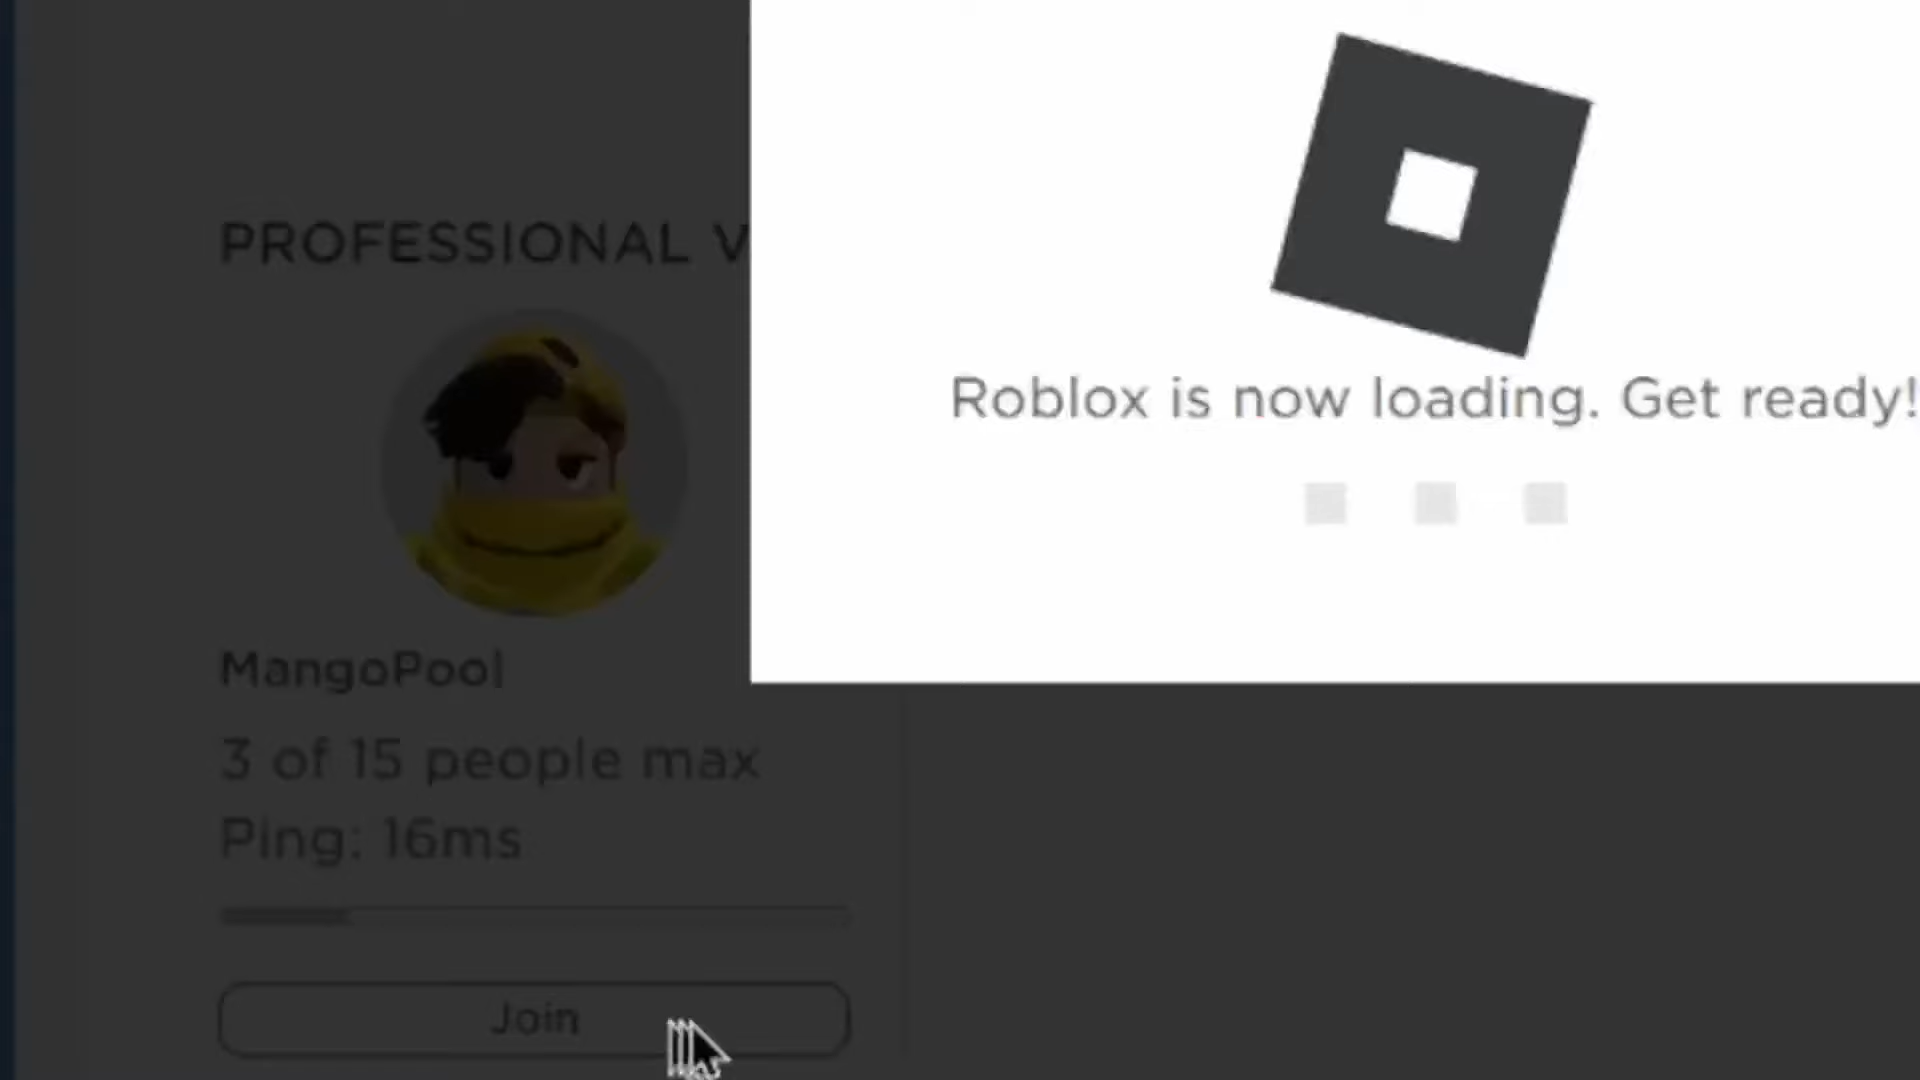 PROFESSIONAL V
MangoPool
3 of 15 people max
Ping: 16ms
Join
Roblox is now loading. Get ready!